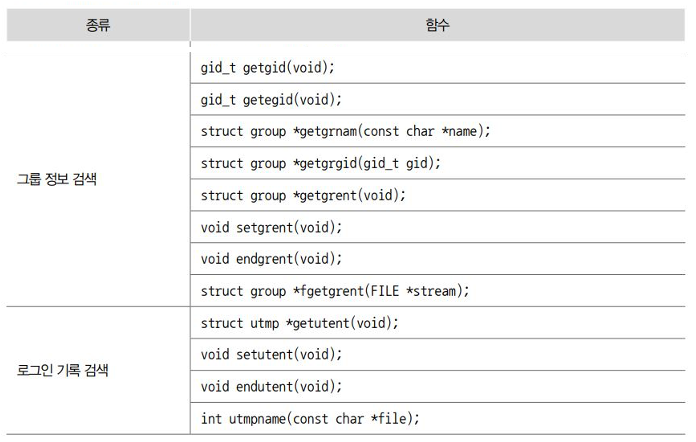 종류 함수
gid_t getgid(void);
gid_t getegid(void);
struct group *getgrnam(const char *name);
struct group *getgrgid(gid_t gid);
그룹 정보 검색
struct group *getgrent(void);
void setgrent(void);
void endgrent(void);
struct group *fgetgrent(FILE *stream);
struct utmp *getutent(void);
void setutent(void);
로그인 기록 검색
void endutent(void);
int utmpname(const char *file);